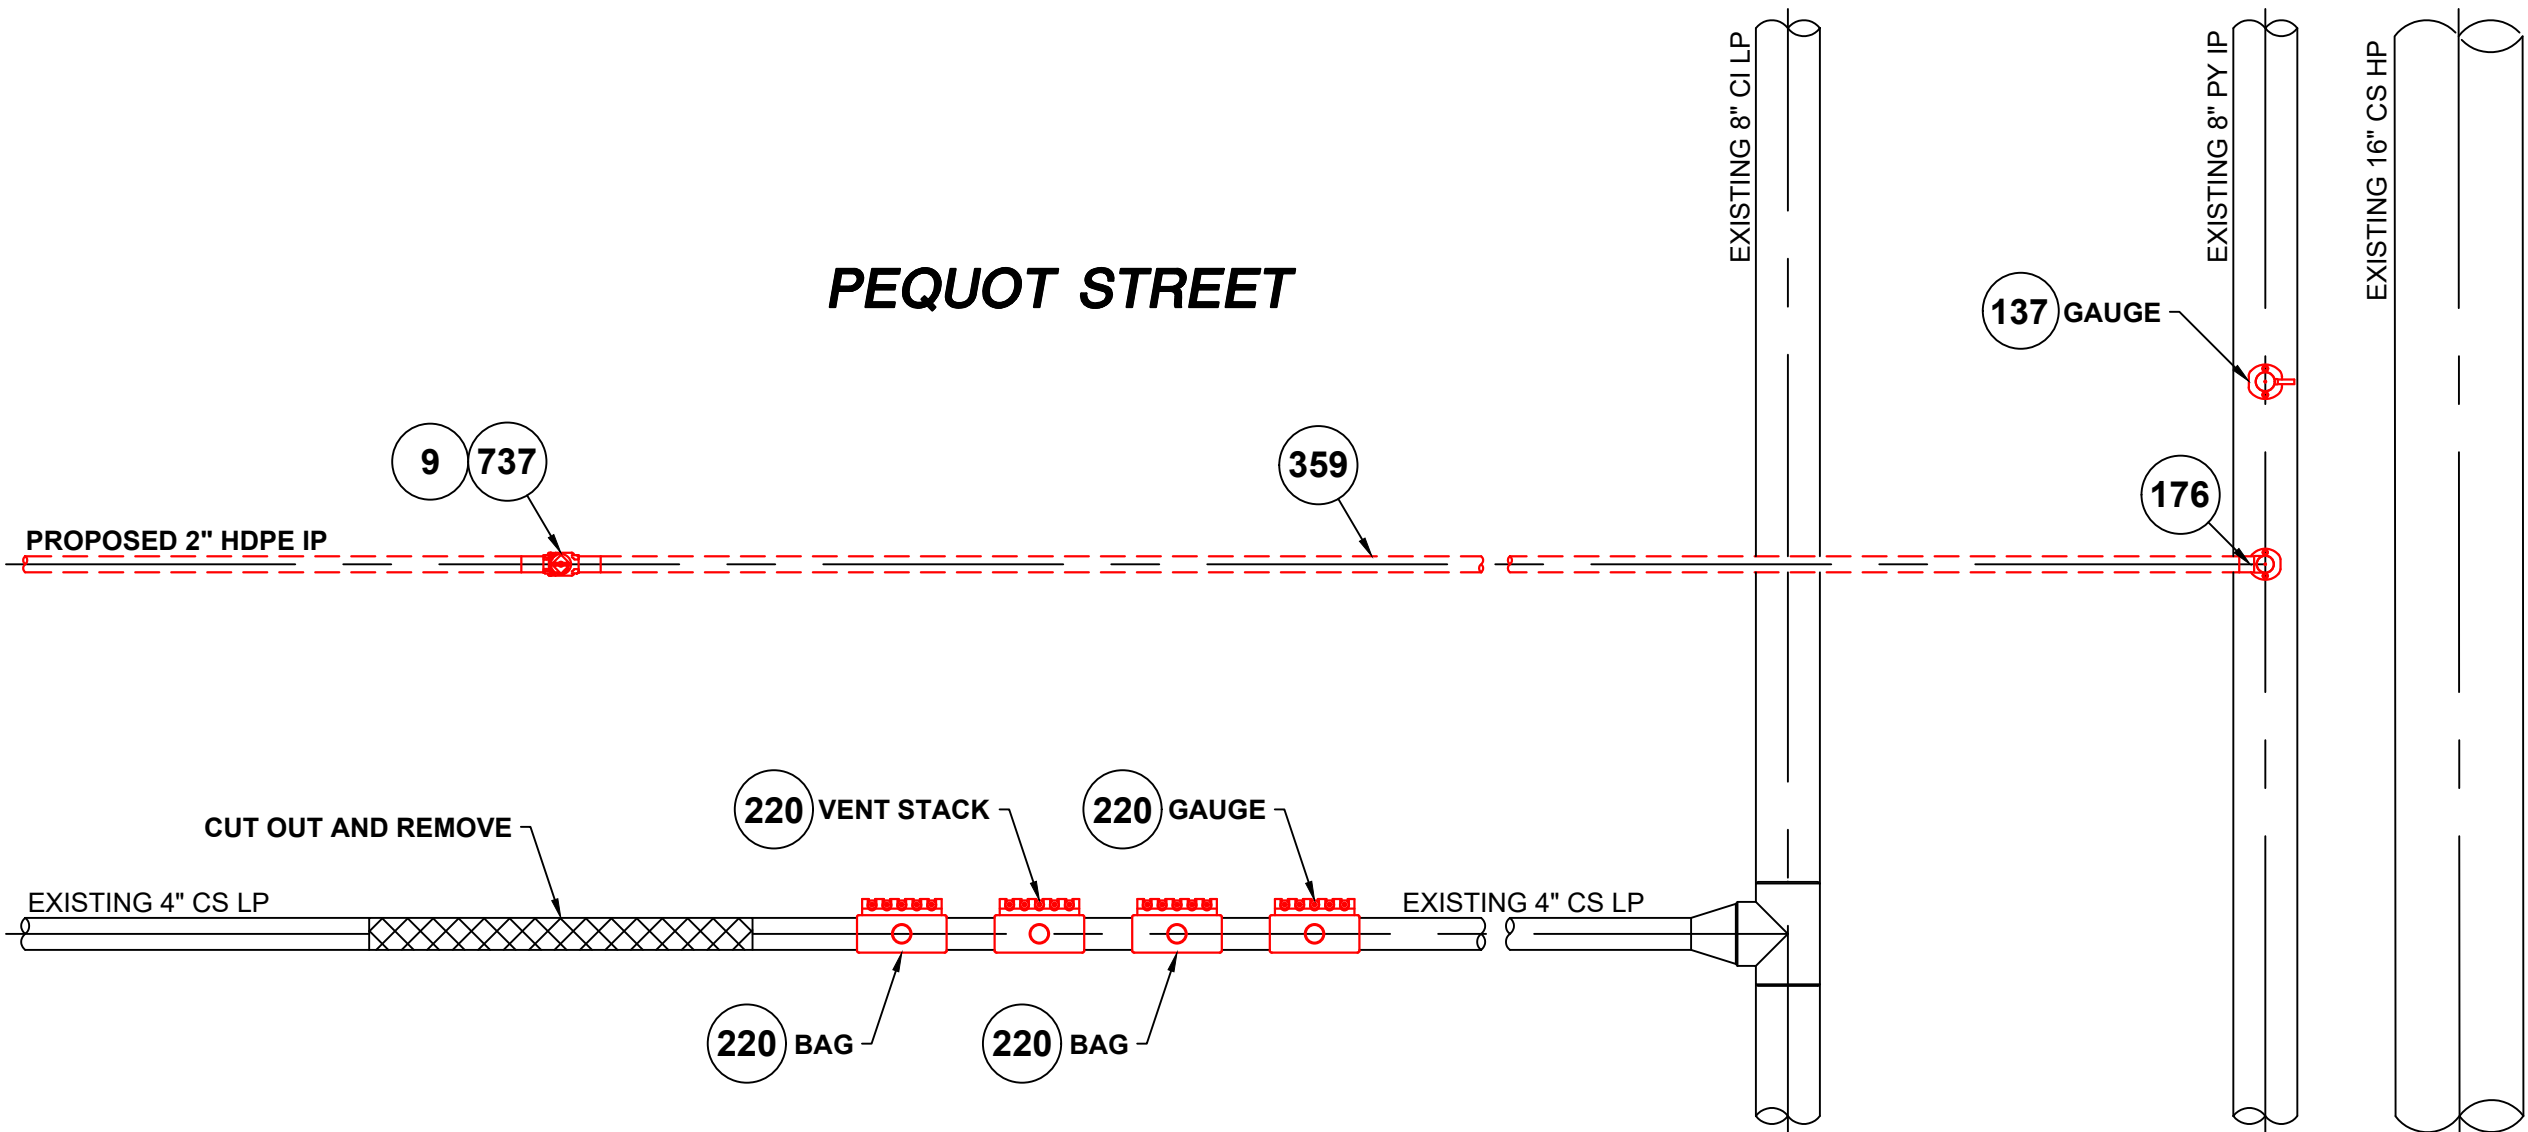 EXISTING 8" CI LP
EXISTING 8" PY IP
EXISTING 16" CS HP
PEQUOT STREET
137 GAUGE
9 737
359
176
PROPOSED 2" HDPE IP
220 VENT STACK
220 GAUGE
CUT OUT AND REMOVE
EXISTING 4" CS LP
EXISTING 4" CS LP
220 BAG
220 BAG